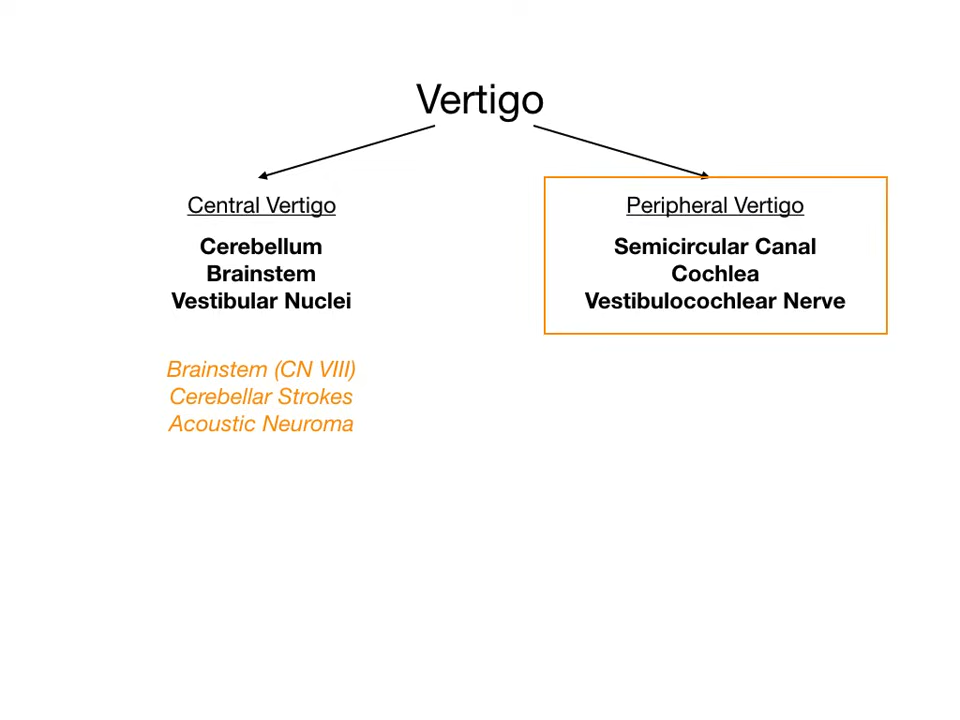 Vertigo
Central Vertigo
Cerebellum
Brainstem
Vestibular Nuclei
Brainstem (CN VIII)
Cerebellar Strokes
Acoustic Neuroma
Peripheral Vertigo
Semicircular Canal
Cochlea
Vestibulocochlear Nerve